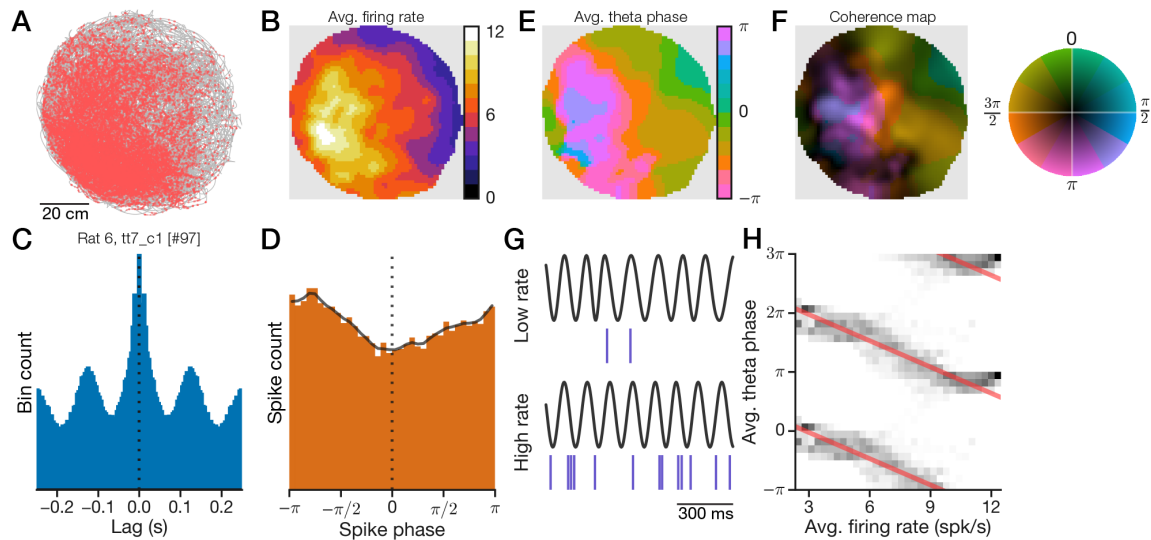 A
20 cm
B
Avg. firing rate
12
6
0
E
Avg. theta phase
π
0
−π
F
Coherence map
0
3π/2
π/2
π
C
Rat 6, tt7_c1 [#97]
Bin count
−0.2 −0.1 0.0 0.1 0.2
Lag (s)
D
Spike count
−π −π/2 0 π/2 π
Spike phase
G
Low rate
High rate
300 ms
H
Avg. theta phase
3π
2π
π
0
−π
3 6 9 12
Avg. firing rate (spk/s)